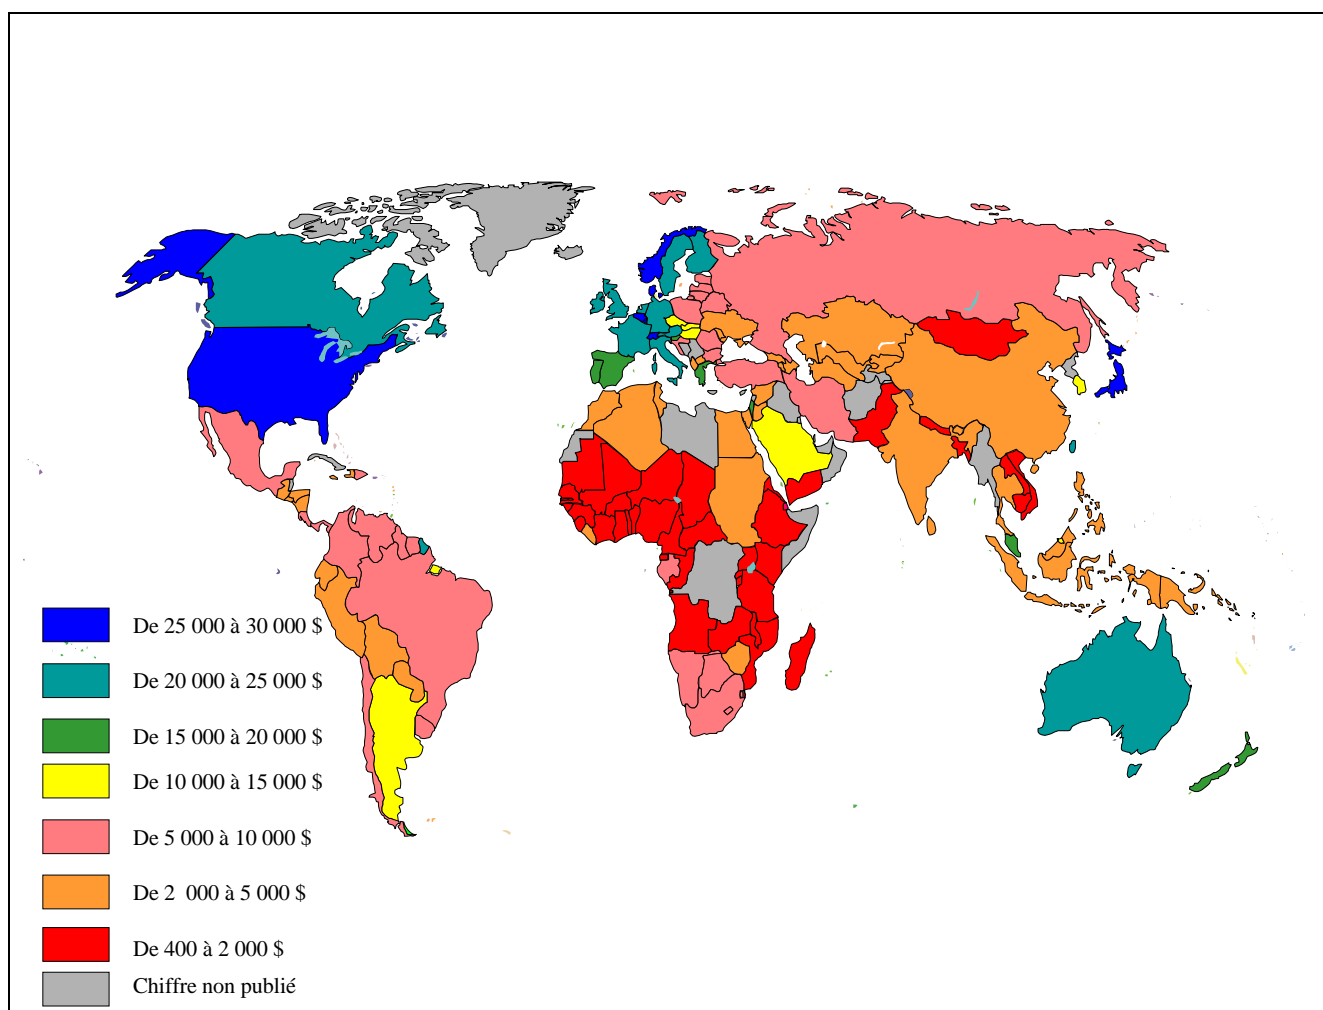 De 25 000 à 30 000 $
De 20 000 à 25 000 $
De 15 000 à 20 000 $
De 10 000 à 15 000 $
De 5 000 à 10 000 $
De 2  000 à 5 000 $
De 400 à 2 000 $
Chiffre non publié